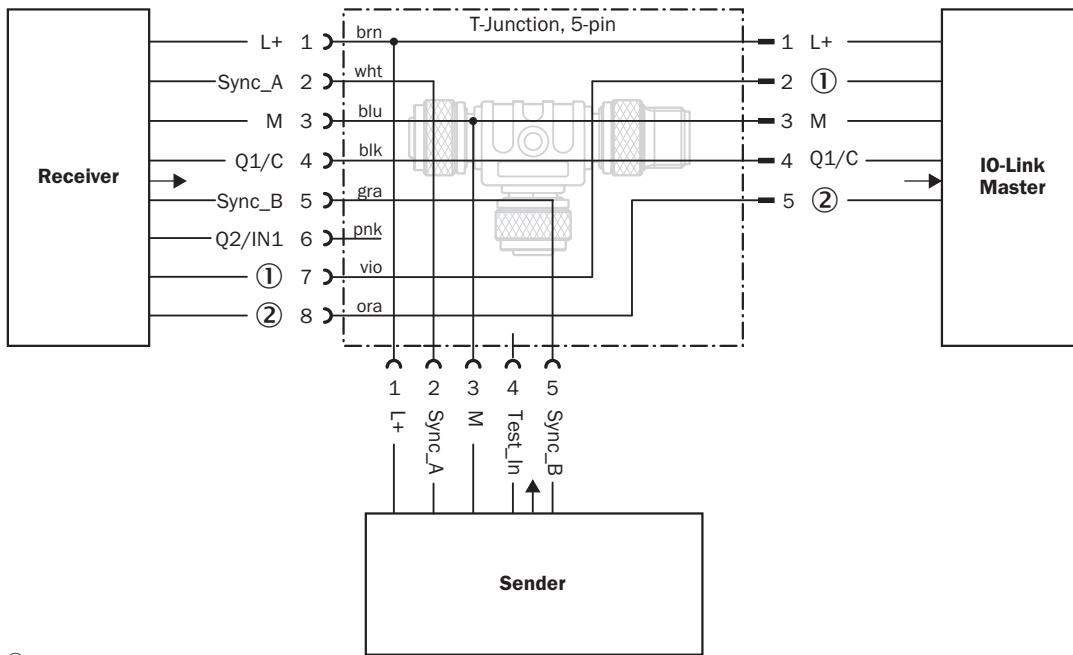 T-Junction, 5-pin
Receiver
L+ 1 brn
Sync_A 2 wht
M 3 blu
Q1/C 4 blk
Sync_B 5 gra
Q2/IN1 6 pnk
① 7 vio
② 8 ora
1 L+
2 ①
3 M
4 Q1/C
5 ②
IO-Link
Master
1 2 3 4 5
L+
Sync_A
M
Test_In
Sync_B
Sender